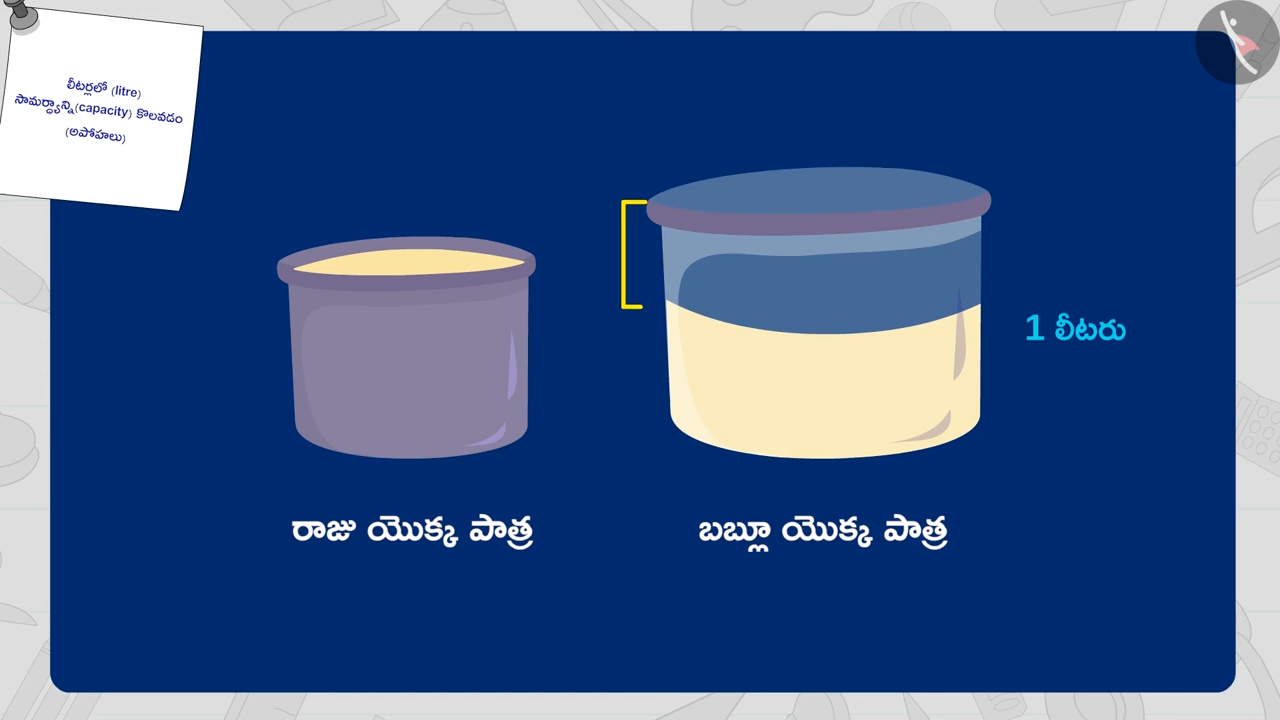 లీటర్లలో (litre)
సామర్థ్యాన్ని(capacity) కొలవడం
(అపోహలు)
1 లీటరు
రాజు యొక్క పాత్ర
బబ్లూ యొక్క పాత్ర